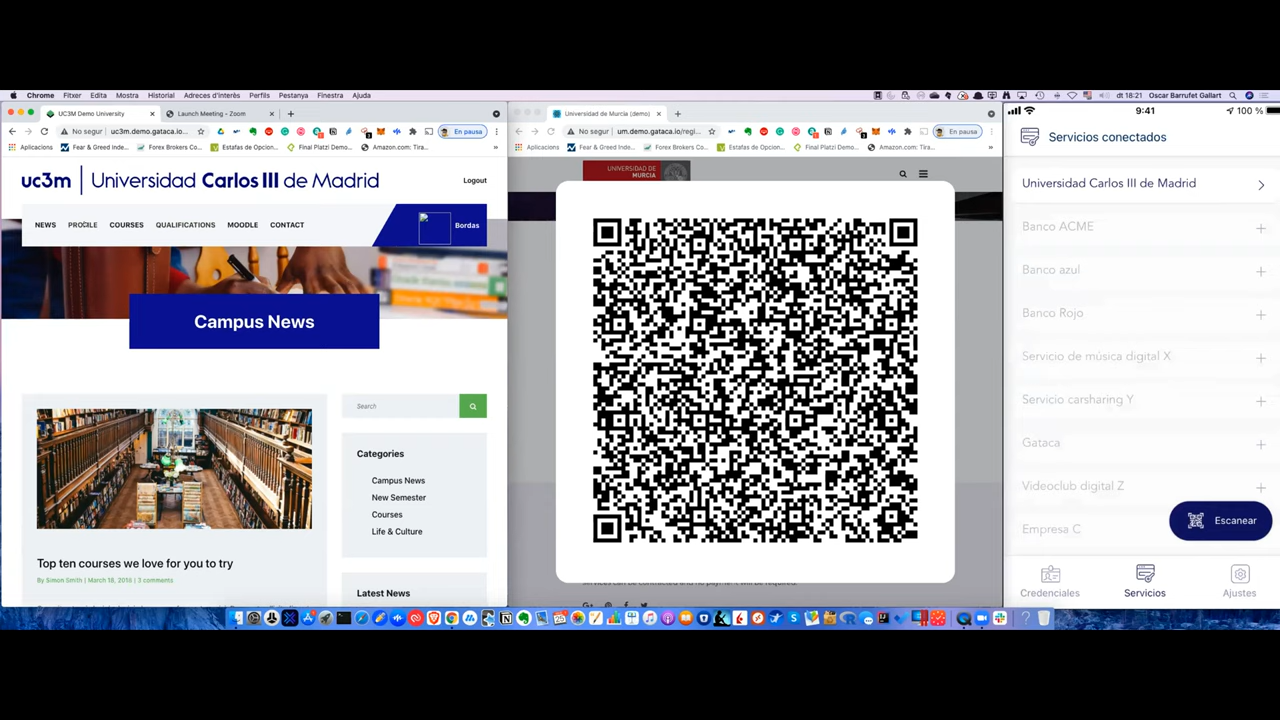 Chrome Fitxer Edita Mostra Historial Adreces d'interès Perfils Pestanya Finestra Ajuda
dt 18:21 Oscar Barrufet Gallart
UC3M Demo University
Launch Meeting - Zoom
No segur uc3m.demo.gataca.io...
En pausa
Aplicacions Fear & Greed Inde... Forex Brokers Co... Estafas de Opcion... Final Platzi Demo... Amazon.com: Tira...
uc3m Universidad Carlos III de Madrid
Logout
NEWS PROFILE COURSES QUALIFICATIONS MOODLE CONTACT
Bordas
Campus News
Search
Categories
Campus News
New Semester
Courses
Life & Culture
Top ten courses we love for you to try
By Simon Smith | March 18, 2016 | 3 comments
Latest News
Universidad de Murcia (demo)
No segur um.demo.gataca.io/regi...
En pausa
Aplicacions Fear & Greed Inde... Forex Brokers Co... Estafas de Opcion... Final Platzi Demo... Amazon.com: Tira...
UNIVERSIDAD DE
MURCIA
9:41
100 %
Servicios conectados
Universidad Carlos III de Madrid
Banco ACME
Banco azul
Banco Rojo
Servicio de música digital X
Servicio carsharing Y
Gataca
Videoclub digital Z
Empresa C
Escanear
Credenciales
Servicios
Ajustes